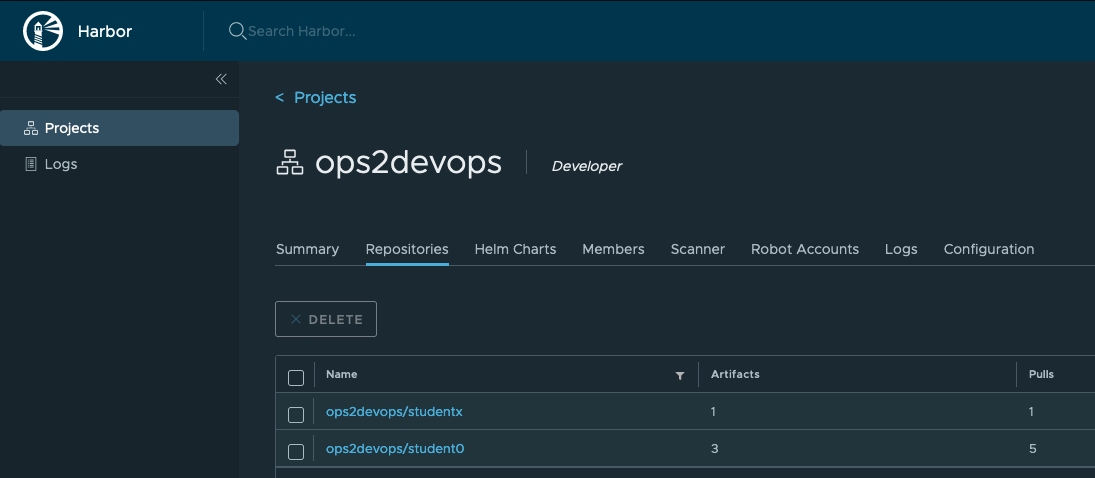 Harbor
Search Harbor...
Projects
Logs
< Projects
ops2devops
Developer
Summary Repositories Helm Charts Members Scanner Robot Accounts Logs Configuration
DELETE
Name Artifacts Pulls
ops2devops/studentx 1 1
ops2devops/student0 3 5